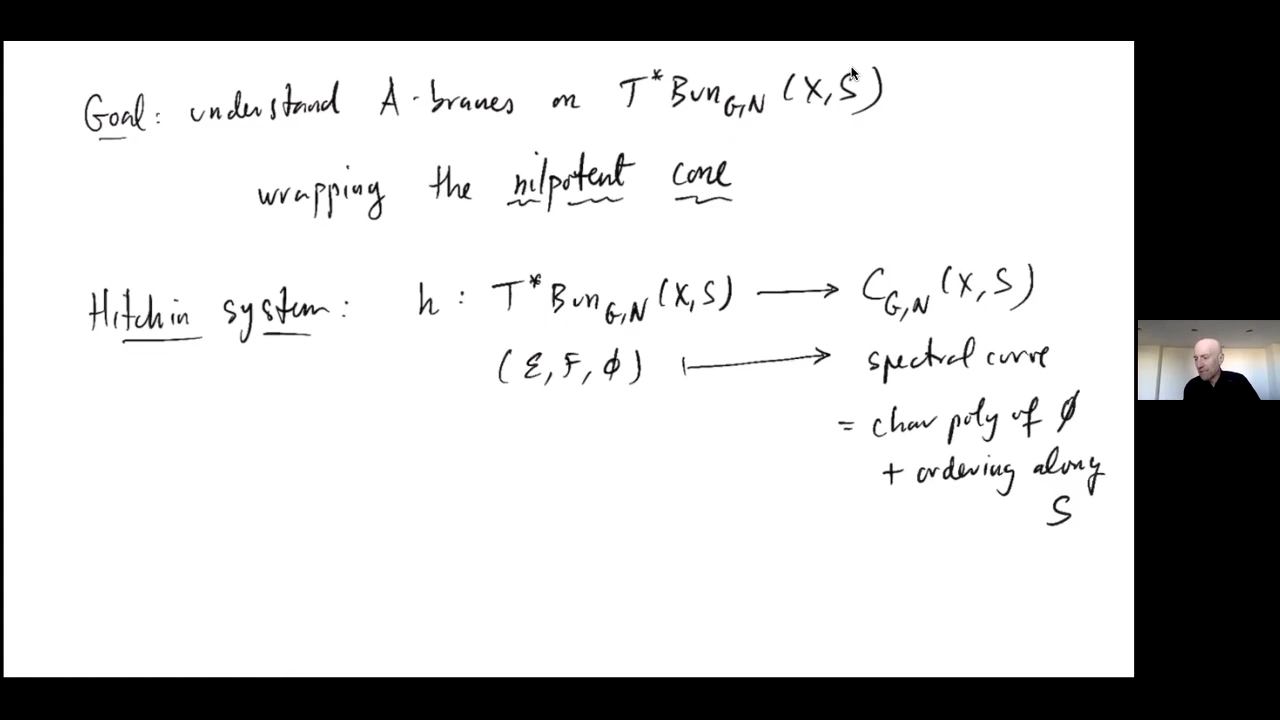 Goal: understand A-branes on T*Bun_{G,N}(X,S)
wrapping the nilpotent cone
Hitchin system: h : T*Bun_{G,N}(X,S) ⟶ C_{G,N}(X,S)
(ℰ, F, ϕ) ⟼ spectral curve
= char poly of ϕ
+ ordering along
S